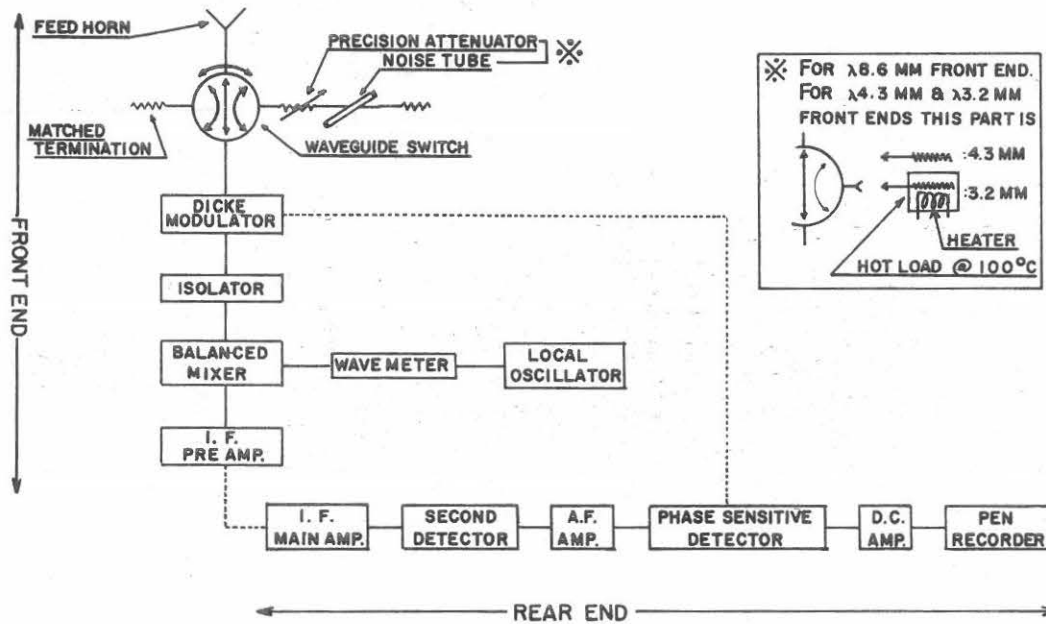 FEED HORN
PRECISION ATTENUATOR
NOISE TUBE
※
MATCHED
TERMINATION
WAVEGUIDE SWITCH
※ FOR λ8.6 MM FRONT END.
FOR λ4.3 MM & λ3.2 MM
FRONT ENDS THIS PART IS
:4.3 MM
:3.2 MM
HEATER
HOT LOAD @ 100°C
DICKE
MODULATOR
ISOLATOR
BALANCED
MIXER
WAVE METER
LOCAL
OSCILLATOR
I. F.
PRE AMP.
FRONT END
I. F.
MAIN AMP.
SECOND
DETECTOR
A.F.
AMP.
PHASE SENSITIVE
DETECTOR
D.C.
AMP.
PEN
RECORDER
REAR END